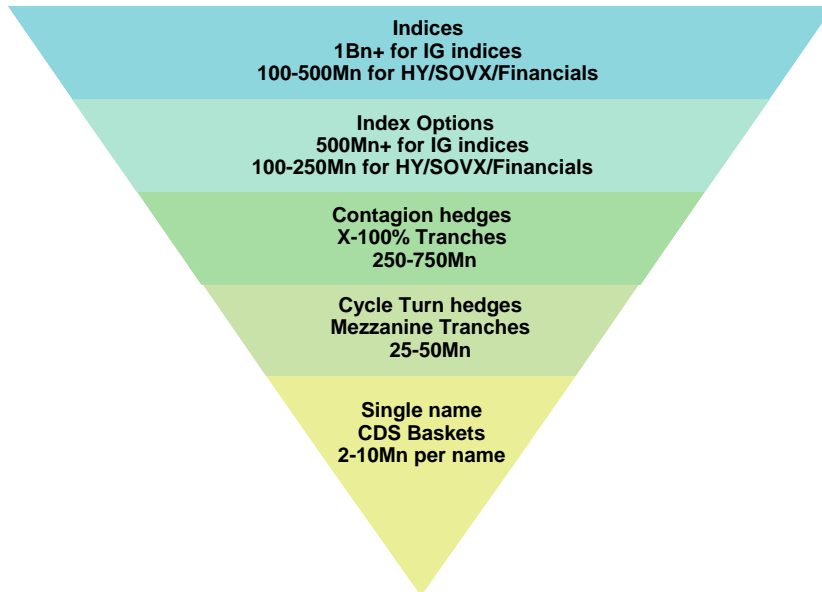 Indices
1Bn+ for IG indices
100-500Mn for HY/SOVX/Financials
Index Options
500Mn+ for IG indices
100-250Mn for HY/SOVX/Financials
Contagion hedges
X-100% Tranches
250-750Mn
Cycle Turn hedges
Mezzanine Tranches
25-50Mn
Single name
CDS Baskets
2-10Mn per name